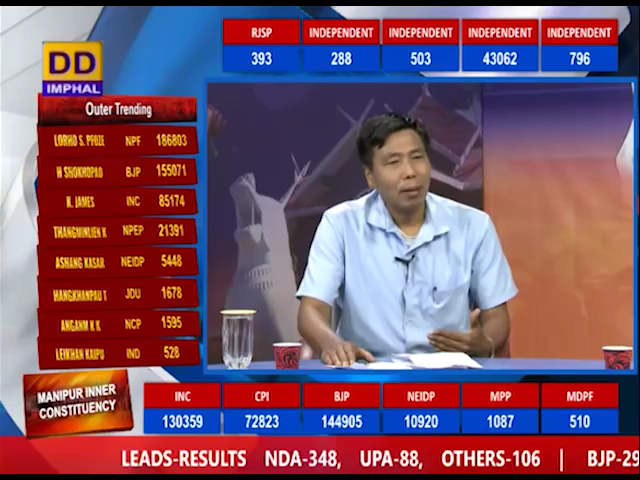 RJSP INDEPENDENT INDEPENDENT INDEPENDENT INDEPENDENT
393 288 503 43062 796
DD
IMPHAL
Outer Trending
LORHO S. PFOZE NPF 186803
H SHOKHOPAO BJP 155071
K. JAMES INC 85174
THANGMINLIEN K NPEP 21391
ASHANG KASAR NEIDP 5448
HANGKHANPAU T JDU 1678
ANGAM K K NCP 1595
LEIKHAN KAIPU IND 528
MANIPUR INNER
CONSTITUENCY
INC CPI BJP NEIDP MPP MDPF
130359 72823 144905 10920 1087 510
LEADS-RESULTS NDA-348, UPA-88, OTHERS-106 | BJP-29